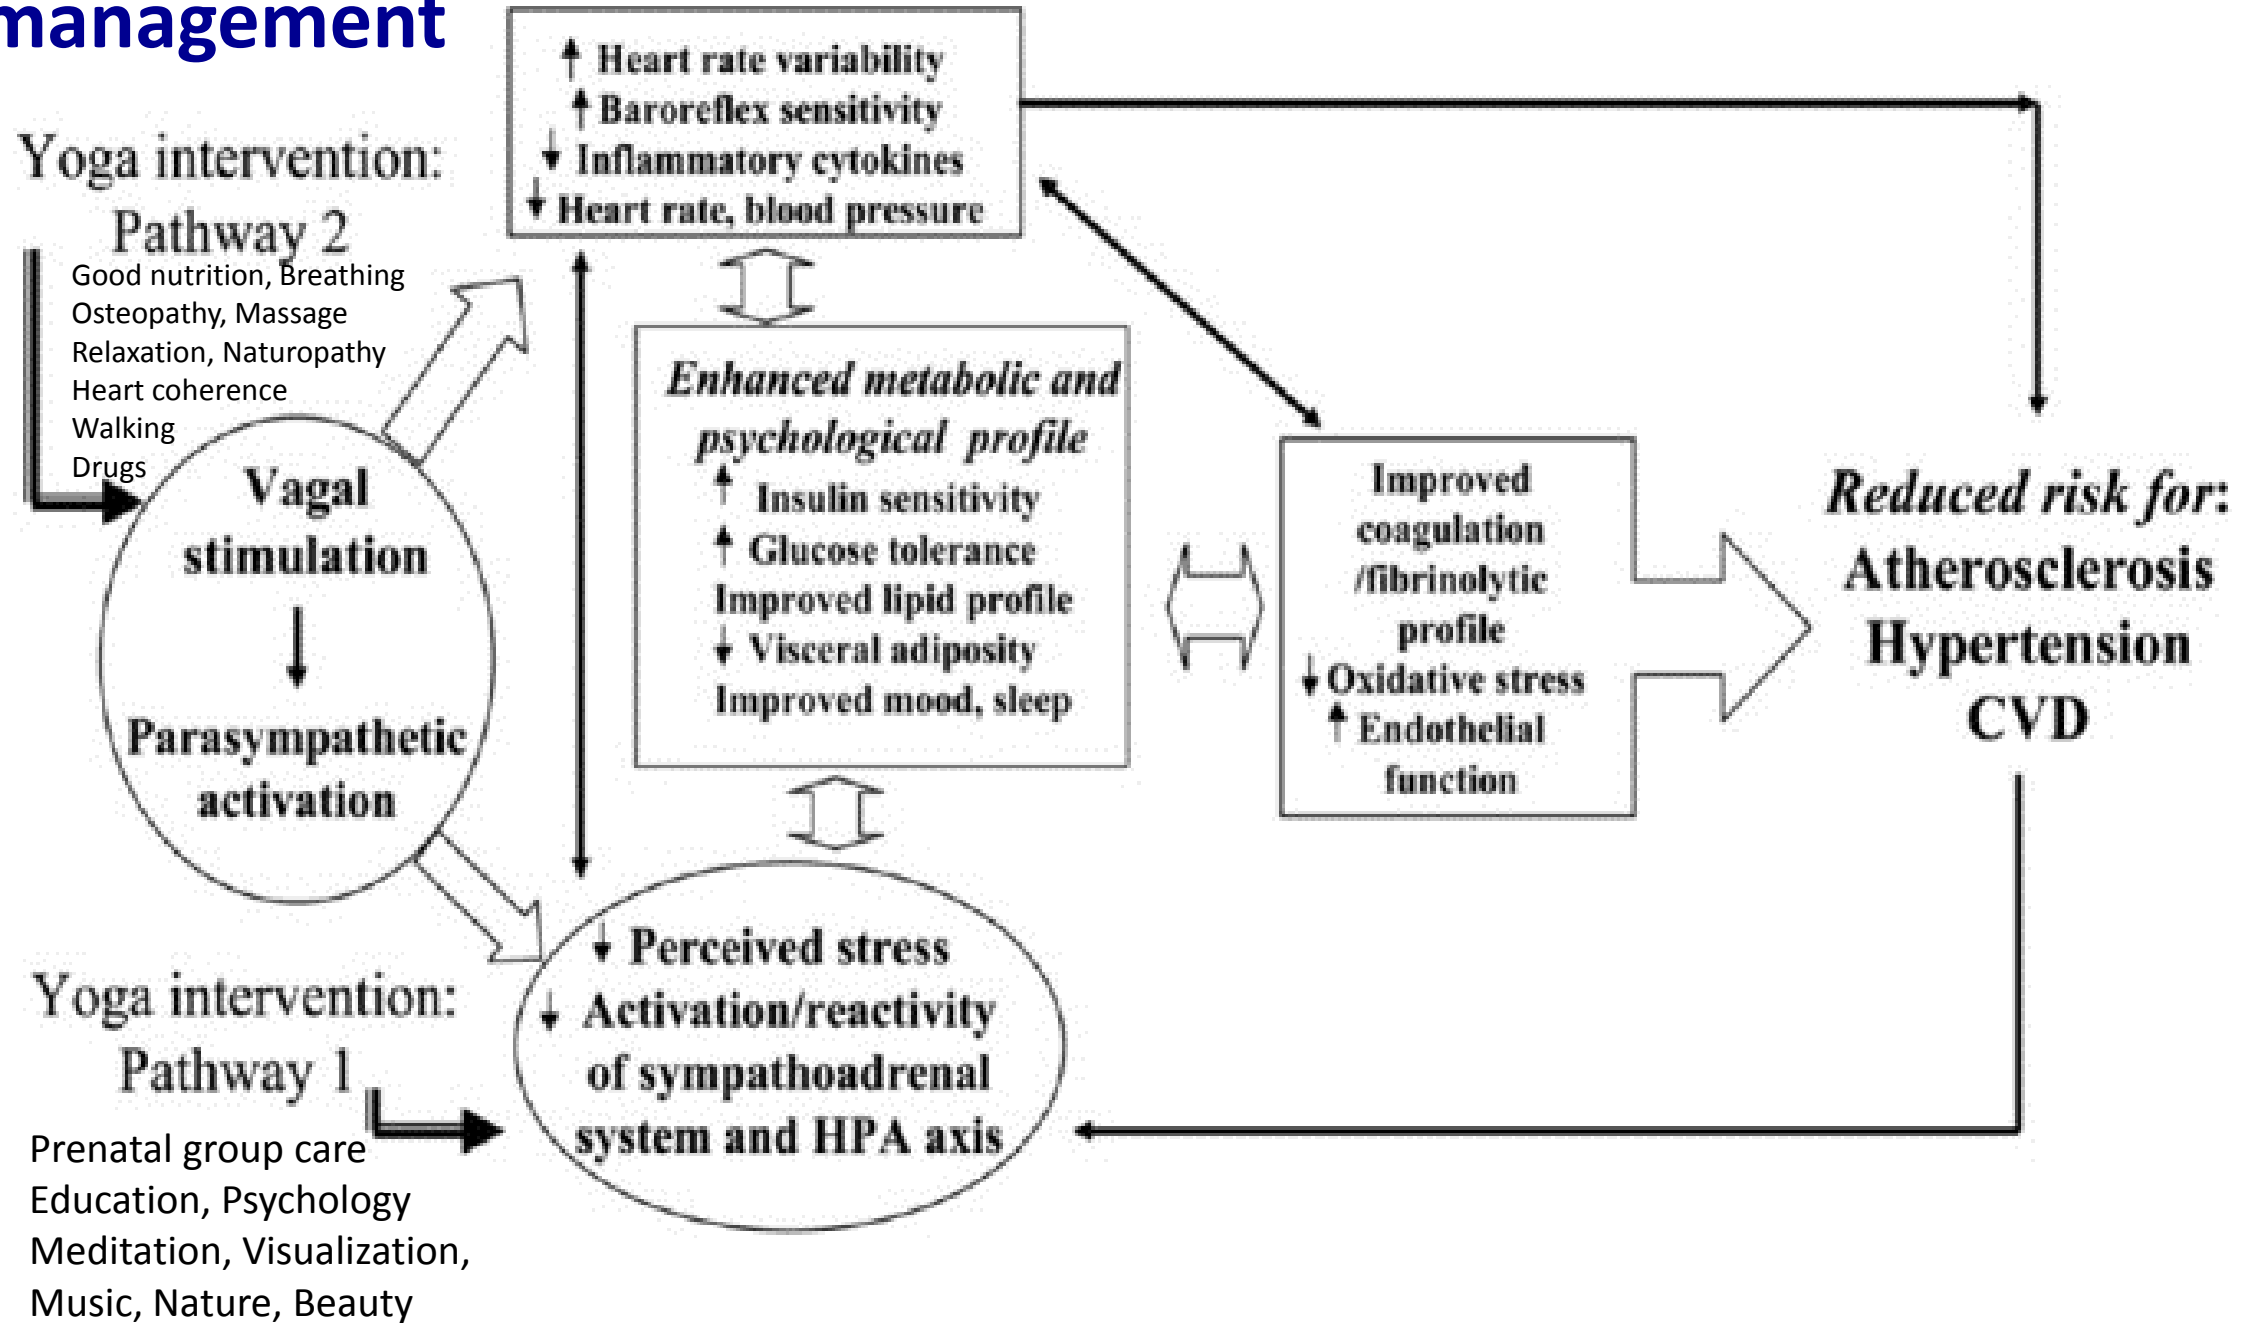 management
↑ Heart rate variability
↑ Baroreflex sensitivity
↓ Inflammatory cytokines
↓ Heart rate, blood pressure
Yoga intervention:
Pathway 2
Good nutrition, Breathing
Osteopathy, Massage
Relaxation, Naturopathy
Heart coherence
Walking
Drugs
Vagal
stimulation
Parasympathetic
activation
Enhanced metabolic and
psychological profile
↑ Insulin sensitivity
↑ Glucose tolerance
Improved lipid profile
↓ Visceral adiposity
Improved mood, sleep
Improved
coagulation
/fibrinolytic
profile
↓ Oxidative stress
↑ Endothelial
function
Reduced risk for:
Atherosclerosis
Hypertension
CVD
↓ Perceived stress
↓ Activation/reactivity
of sympathoadrenal
system and HPA axis
Yoga intervention:
Pathway 1
Prenatal group care
Education, Psychology
Meditation, Visualization,
Music, Nature, Beauty